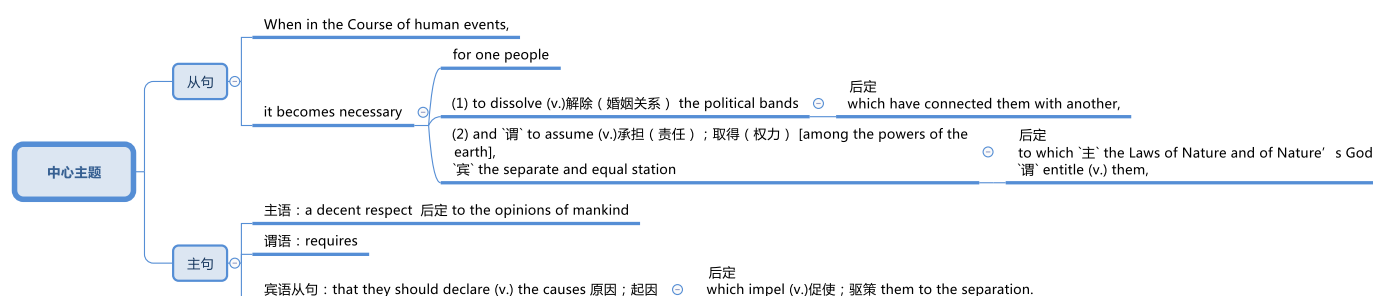 中心主题
从句
When in the Course of human events,
it becomes necessary
for one people
(1) to dissolve (v.)解除（婚姻关系） the political bands
后定
which have connected them with another,
(2) and `谓` to assume (v.)承担（责任）；取得（权力） [among the powers of the
earth],
`宾` the separate and equal station
后定
to which `主` the Laws of Nature and of Nature’s God
`谓` entitle (v.) them,
主句
主语：a decent respect 后定 to the opinions of mankind
谓语：requires
宾语从句：that they should declare (v.) the causes 原因；起因
后定
which impel (v.)促使；驱策 them to the separation.